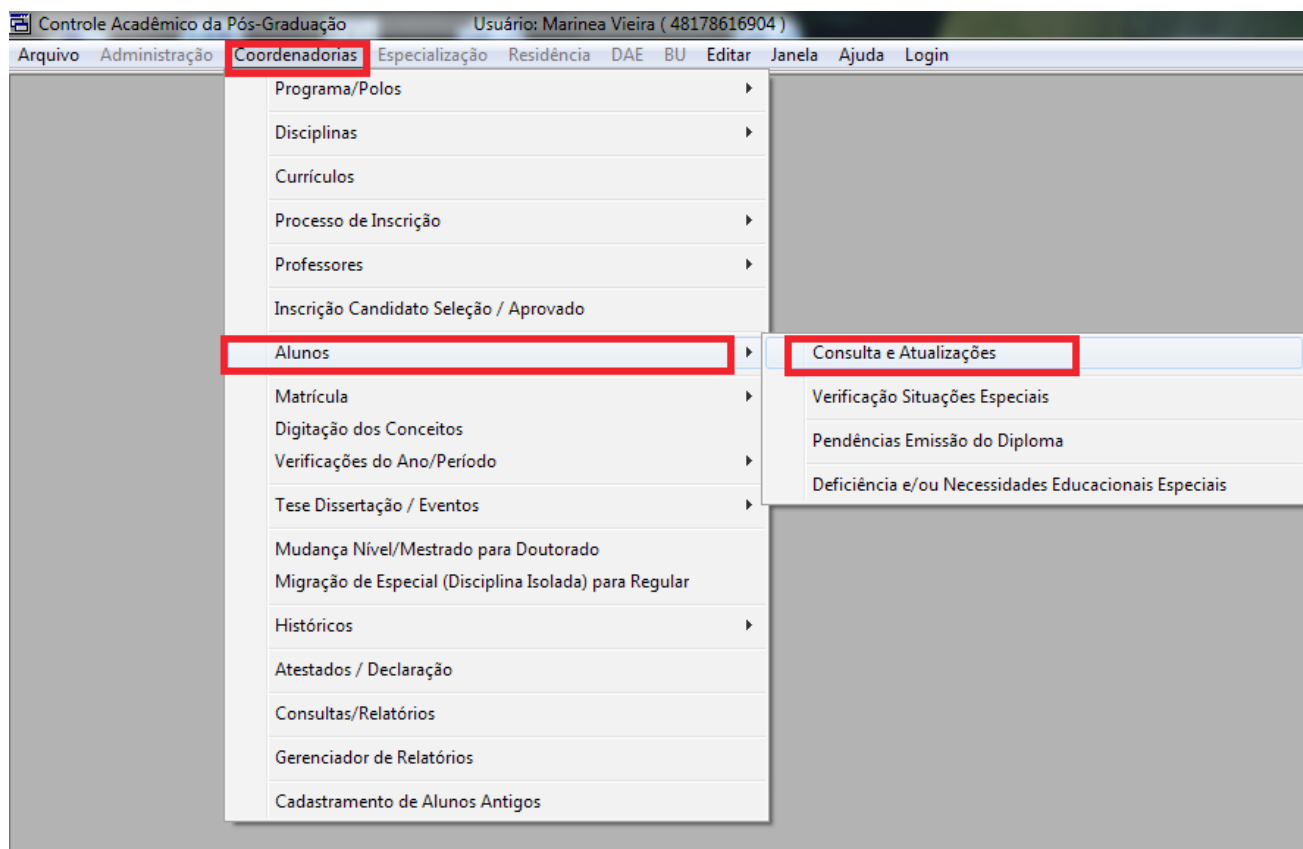 Controle Acadêmico da Pós-Graduação Usuário: Marinea Vieira ( 48178616904 )
Arquivo Administração Coordenadorias Especialização Residência DAE BU Editar Janela Ajuda Login
Programa/Polos
Disciplinas
Currículos
Processo de Inscrição
Professores
Inscrição Candidato Seleção / Aprovado
Alunos
Matrícula
Digitação dos Conceitos
Verificações do Ano/Período
Tese Dissertação / Eventos
Mudança Nível/Mestrado para Doutorado
Migração de Especial (Disciplina Isolada) para Regular
Históricos
Atestados / Declaração
Consultas/Relatórios
Gerenciador de Relatórios
Cadastramento de Alunos Antigos
Consulta e Atualizações
Verificação Situações Especiais
Pendências Emissão do Diploma
Deficiência e/ou Necessidades Educacionais Especiais